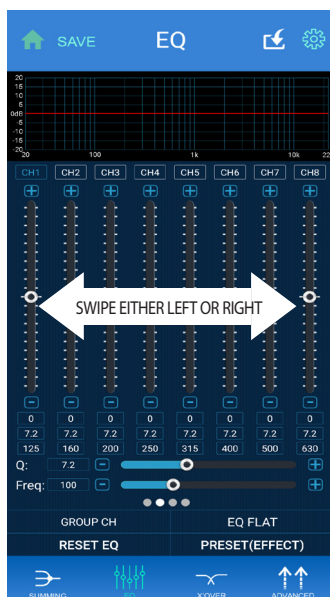 SAVE EQ
20
15
10
5
0dB
-5
-10
-15
-20
20 100 1k 10k 22
CH1 CH2 CH3 CH4 CH5 CH6 CH7 CH8
SWIPE EITHER LEFT OR RIGHT
0 0 0 0 0 0 0 0
7.2 7.2 7.2 7.2 7.2 7.2 7.2 7.2
125 160 200 250 315 400 500 630
Q: 7.2
Freq: 100
GROUP CH EQ FLAT
RESET EQ PRESET(EFFECT)
SUMMING EQ X'OVER ADVANCED